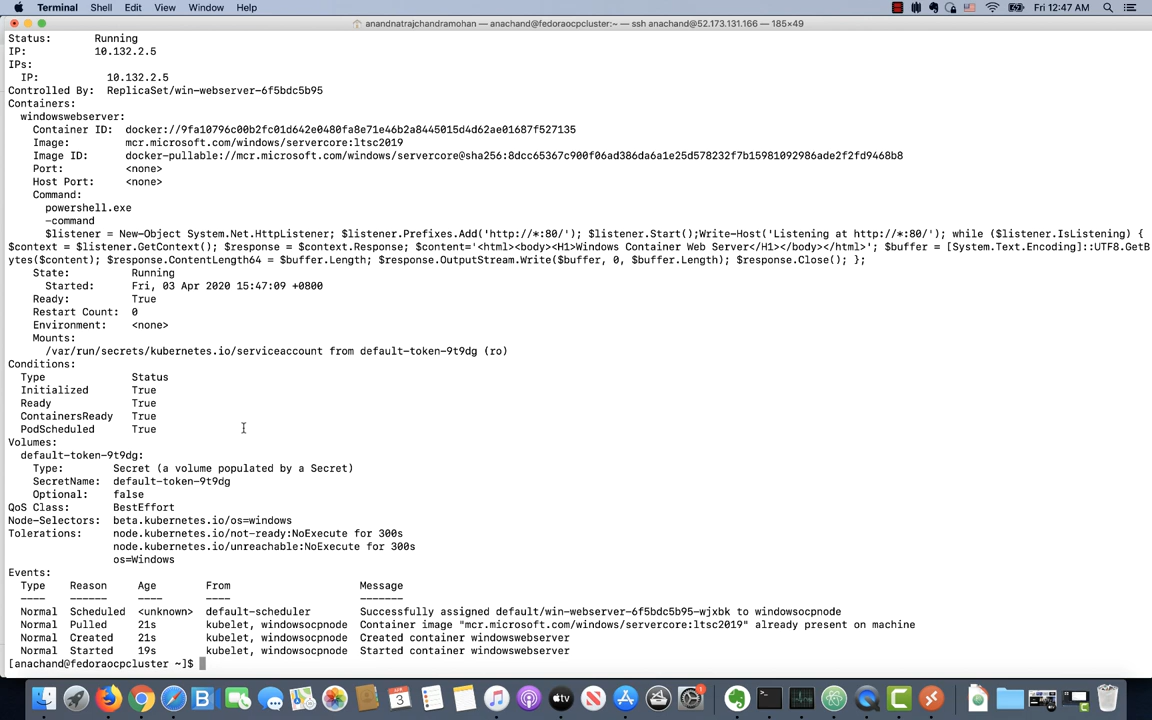 Terminal Shell Edit View Window Help Fri 12:47 AM
anandnatrajchandramohan — anachand@fedoraocpcluster:~ — ssh anachand@52.173.131.166 — 185×49
Status: Running
IP: 10.132.2.5
IPs:
IP: 10.132.2.5
Controlled By: ReplicaSet/win-webserver-6f5bdc5b95
Containers:
windowswebserver:
Container ID: docker://9fa10796c00b2fc01d642e0480fa8e71e46b2a8445015d4d62ae01687f527135
Image: mcr.microsoft.com/windows/servercore:ltsc2019
Image ID: docker-pullable://mcr.microsoft.com/windows/servercore@sha256:8dcc65367c900f06ad386da6a1e25d578232f7b15981092986ade2f2fd9468b8
Port: <none>
Host Port: <none>
Command:
powershell.exe
-command
$listener = New-Object System.Net.HttpListener; $listener.Prefixes.Add('http://*:80/'); $listener.Start();Write-Host('Listening at http://*:80/'); while ($listener.IsListening) {
$context = $listener.GetContext(); $response = $context.Response; $content='<html><body><H1>Windows Container Web Server</H1></body></html>'; $buffer = [System.Text.Encoding]::UTF8.GetB
ytes($content); $response.ContentLength64 = $buffer.Length; $response.OutputStream.Write($buffer, 0, $buffer.Length); $response.Close(); };
State: Running
Started: Fri, 03 Apr 2020 15:47:09 +0800
Ready: True
Restart Count: 0
Environment: <none>
Mounts:
/var/run/secrets/kubernetes.io/serviceaccount from default-token-9t9dg (ro)
Conditions:
Type Status
Initialized True
Ready True
ContainersReady True
PodScheduled True
Volumes:
default-token-9t9dg:
Type: Secret (a volume populated by a Secret)
SecretName: default-token-9t9dg
Optional: false
QoS Class: BestEffort
Node-Selectors: beta.kubernetes.io/os=windows
Tolerations: node.kubernetes.io/not-ready:NoExecute for 300s
node.kubernetes.io/unreachable:NoExecute for 300s
os=Windows
Events:
Type Reason Age From Message
---- ------ ---- ---- -------
Normal Scheduled <unknown> default-scheduler Successfully assigned default/win-webserver-6f5bdc5b95-wjxbk to windowsocpnode
Normal Pulled 21s kubelet, windowsocpnode Container image "mcr.microsoft.com/windows/servercore:ltsc2019" already present on machine
Normal Created 21s kubelet, windowsocpnode Created container windowswebserver
Normal Started 19s kubelet, windowsocpnode Started container windowswebserver
[anachand@fedoraocpcluster ~]$